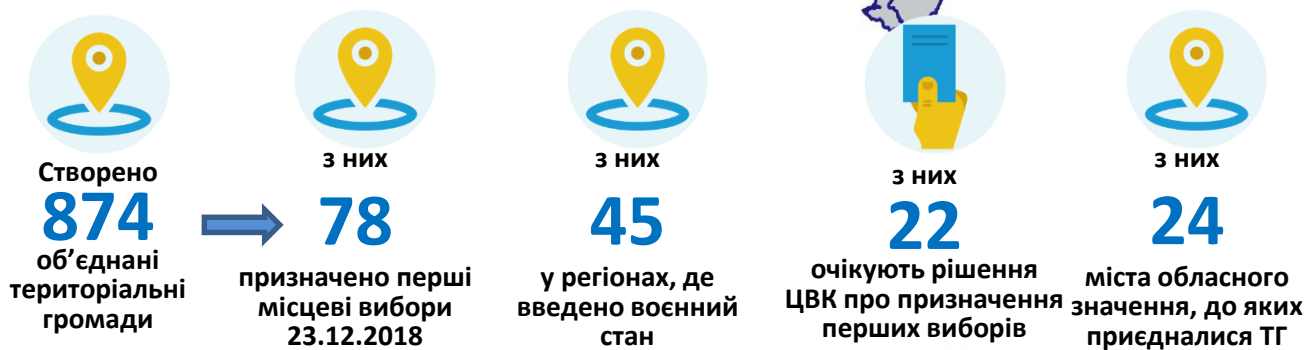 Створено
874
об’єднані
територіальні
громади
з них
78
призначено перші
місцеві вибори
23.12.2018
з них
45
у регіонах, де
введено воєнний
стан
з них
22
очікують рішення
ЦВК про призначення
перших виборів
з них
24
міста обласного
значення, до яких
приєдналися ТГ